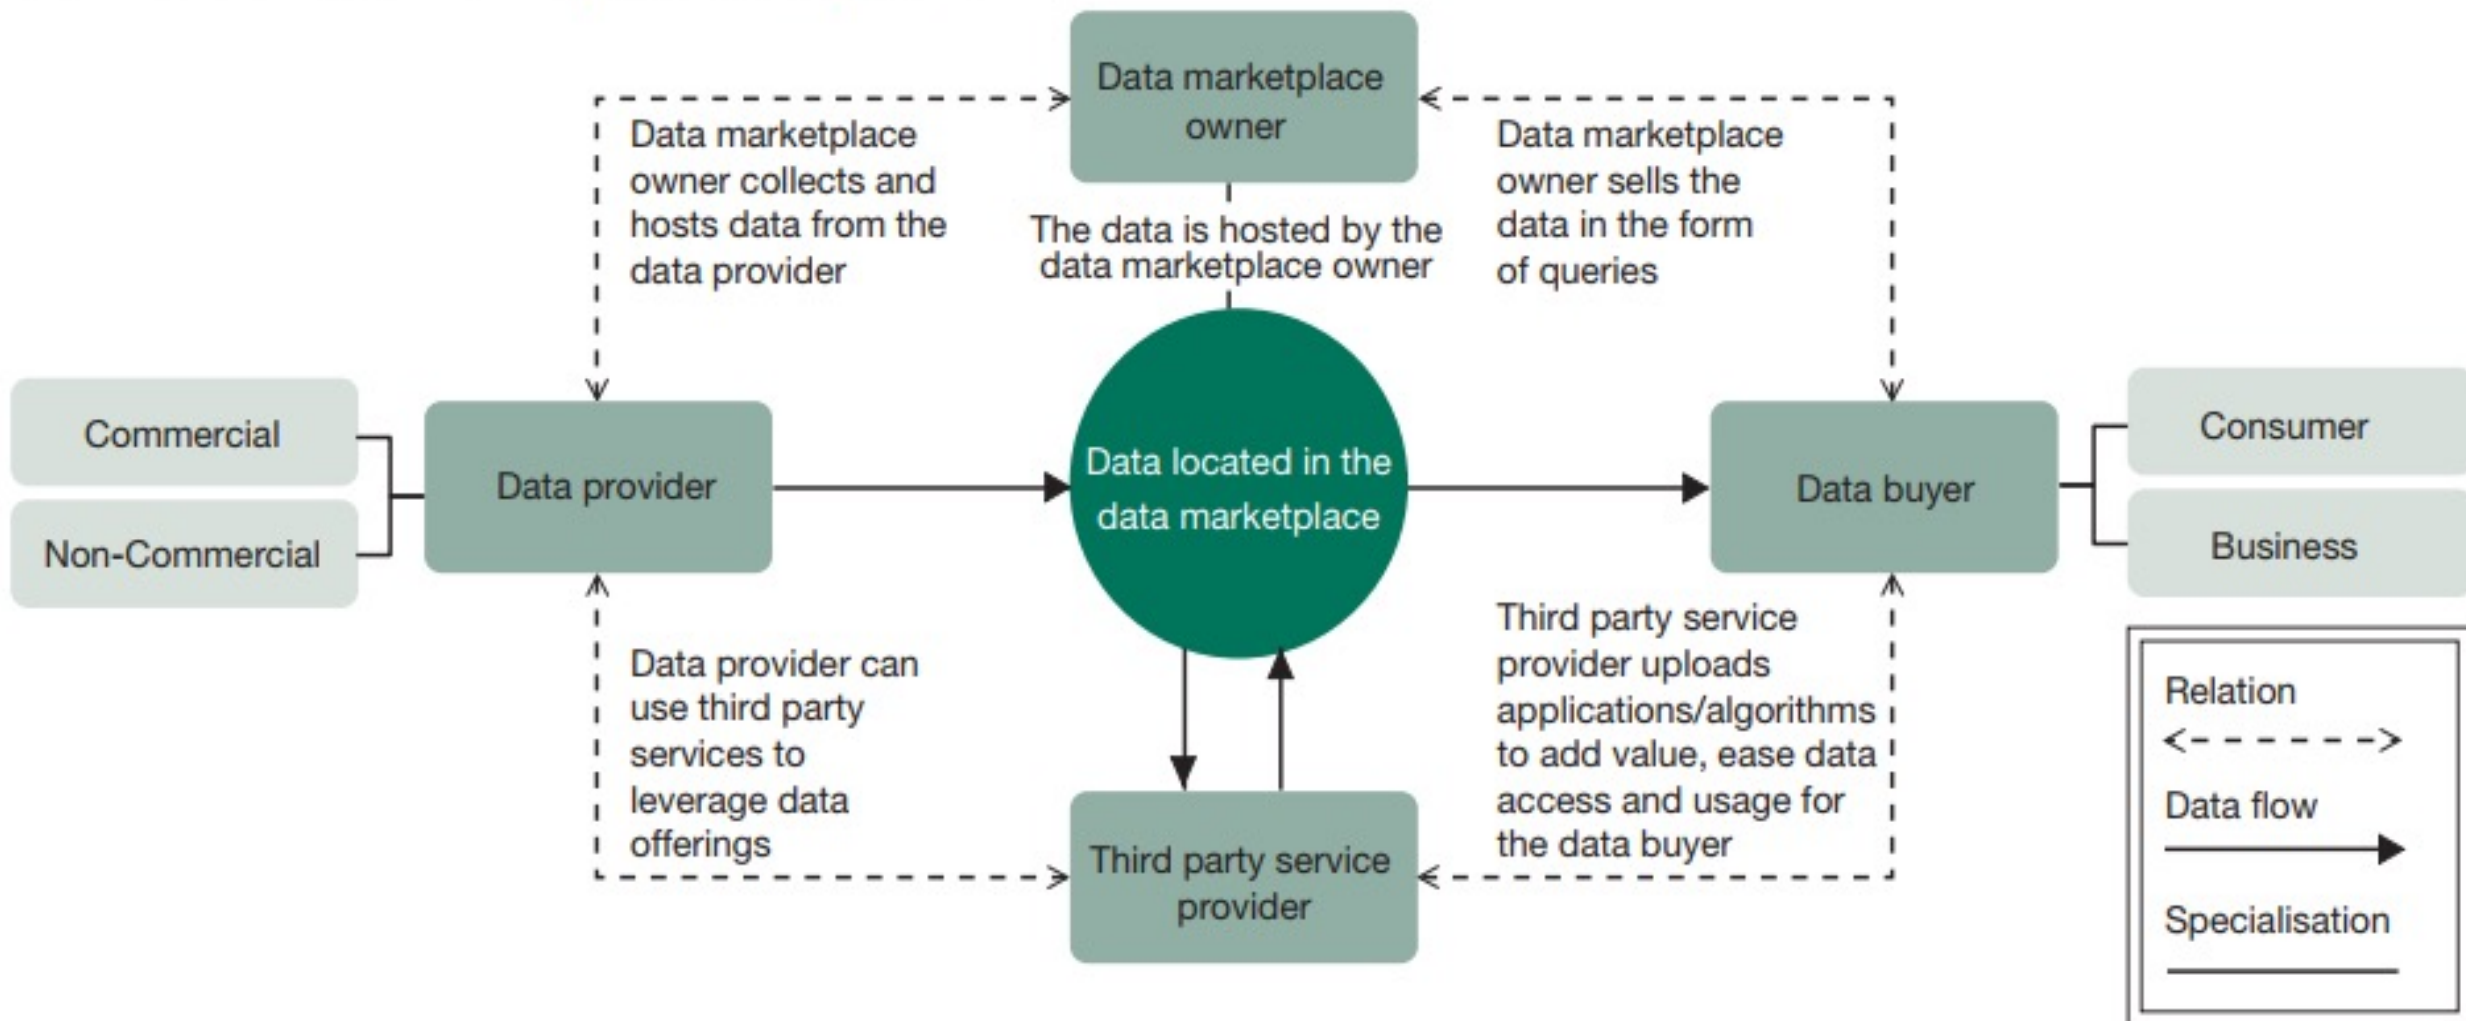 Data marketplace
owner
Data marketplace
owner collects and
hosts data from the
data provider
The data is hosted by the
data marketplace owner
Data marketplace
owner sells the
data in the form
of queries
Commercial
Non-Commercial
Data provider
Data located in the
data marketplace
Data buyer
Consumer
Business
Data provider can
use third party
services to
leverage data
offerings
Third party service
provider
Third party service
provider uploads
applications/algorithms
to add value, ease data
access and usage for
the data buyer
Relation
Data flow
Specialisation